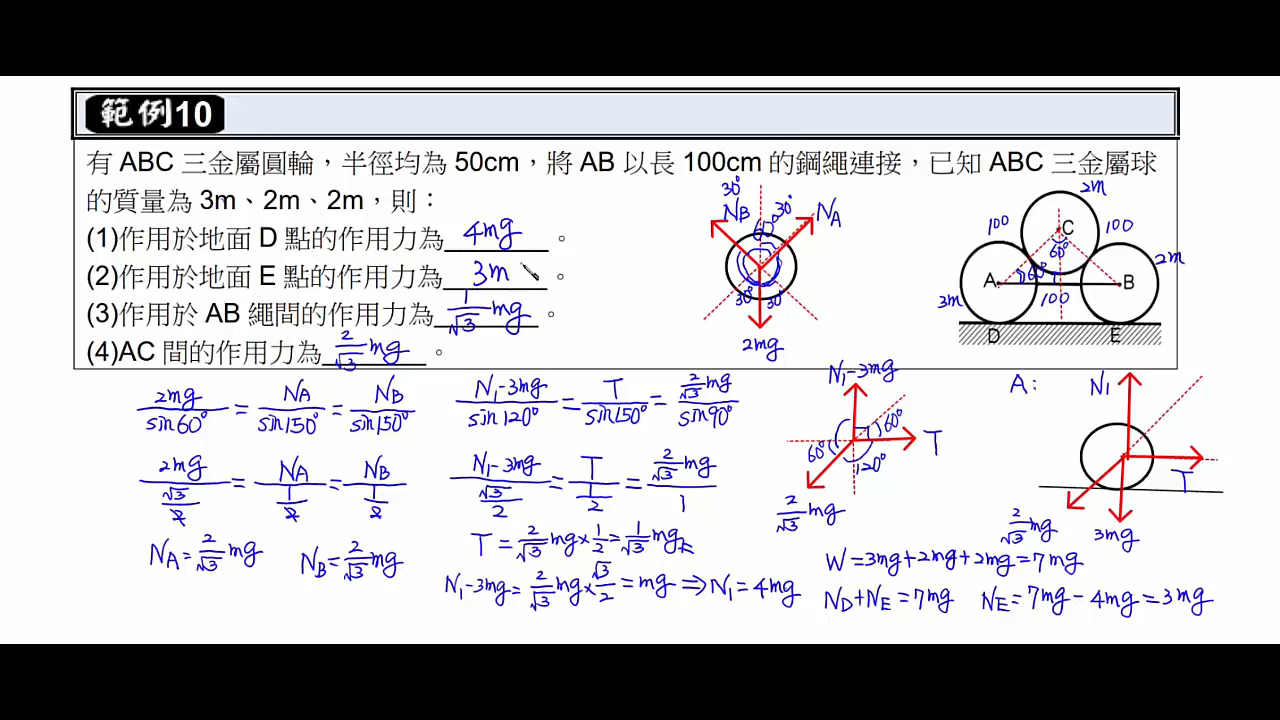 範例10
有 ABC 三金屬圓輪，半徑均為 50cm，將 AB 以長 100cm 的鋼繩連接，已知 ABC 三金屬球
的質量為 3m、2m、2m，則：
(1)作用於地面 D 點的作用力為 4mg 。
(2)作用於地面 E 點的作用力為 3m 。
(3)作用於 AB 繩間的作用力為 1/√3 mg 。
(4)AC 間的作用力為 2/√3 mg 。
30°
NB 30° NA
60°
30° 30°
2mg
2m
100 C 100
60°
A 60° B 2m
3m 100
D E
2mg/sin60° = NA/sin150° = NB/sin150°
2mg/(√3/2) = NA/(1/2) = NB/(1/2)
NA = 2/√3 mg NB = 2/√3 mg
N1-3mg/sin120° = T/sin150° = 2/√3 mg/sin90°
N1-3mg/(√3/2) = T/(1/2) = 2/√3 mg/1
T = 2/√3 mg × 1/2 = 1/√3 mg
N1-3mg = 2/√3 mg × √3/2 = mg ⇒ N1 = 4mg
N1-3mg
60°
60° T
120°
2/√3 mg
A: N1
T
2/√3 mg 3mg
W = 3mg + 2mg + 2mg = 7mg
ND + NE = 7mg NE = 7mg - 4mg = 3mg